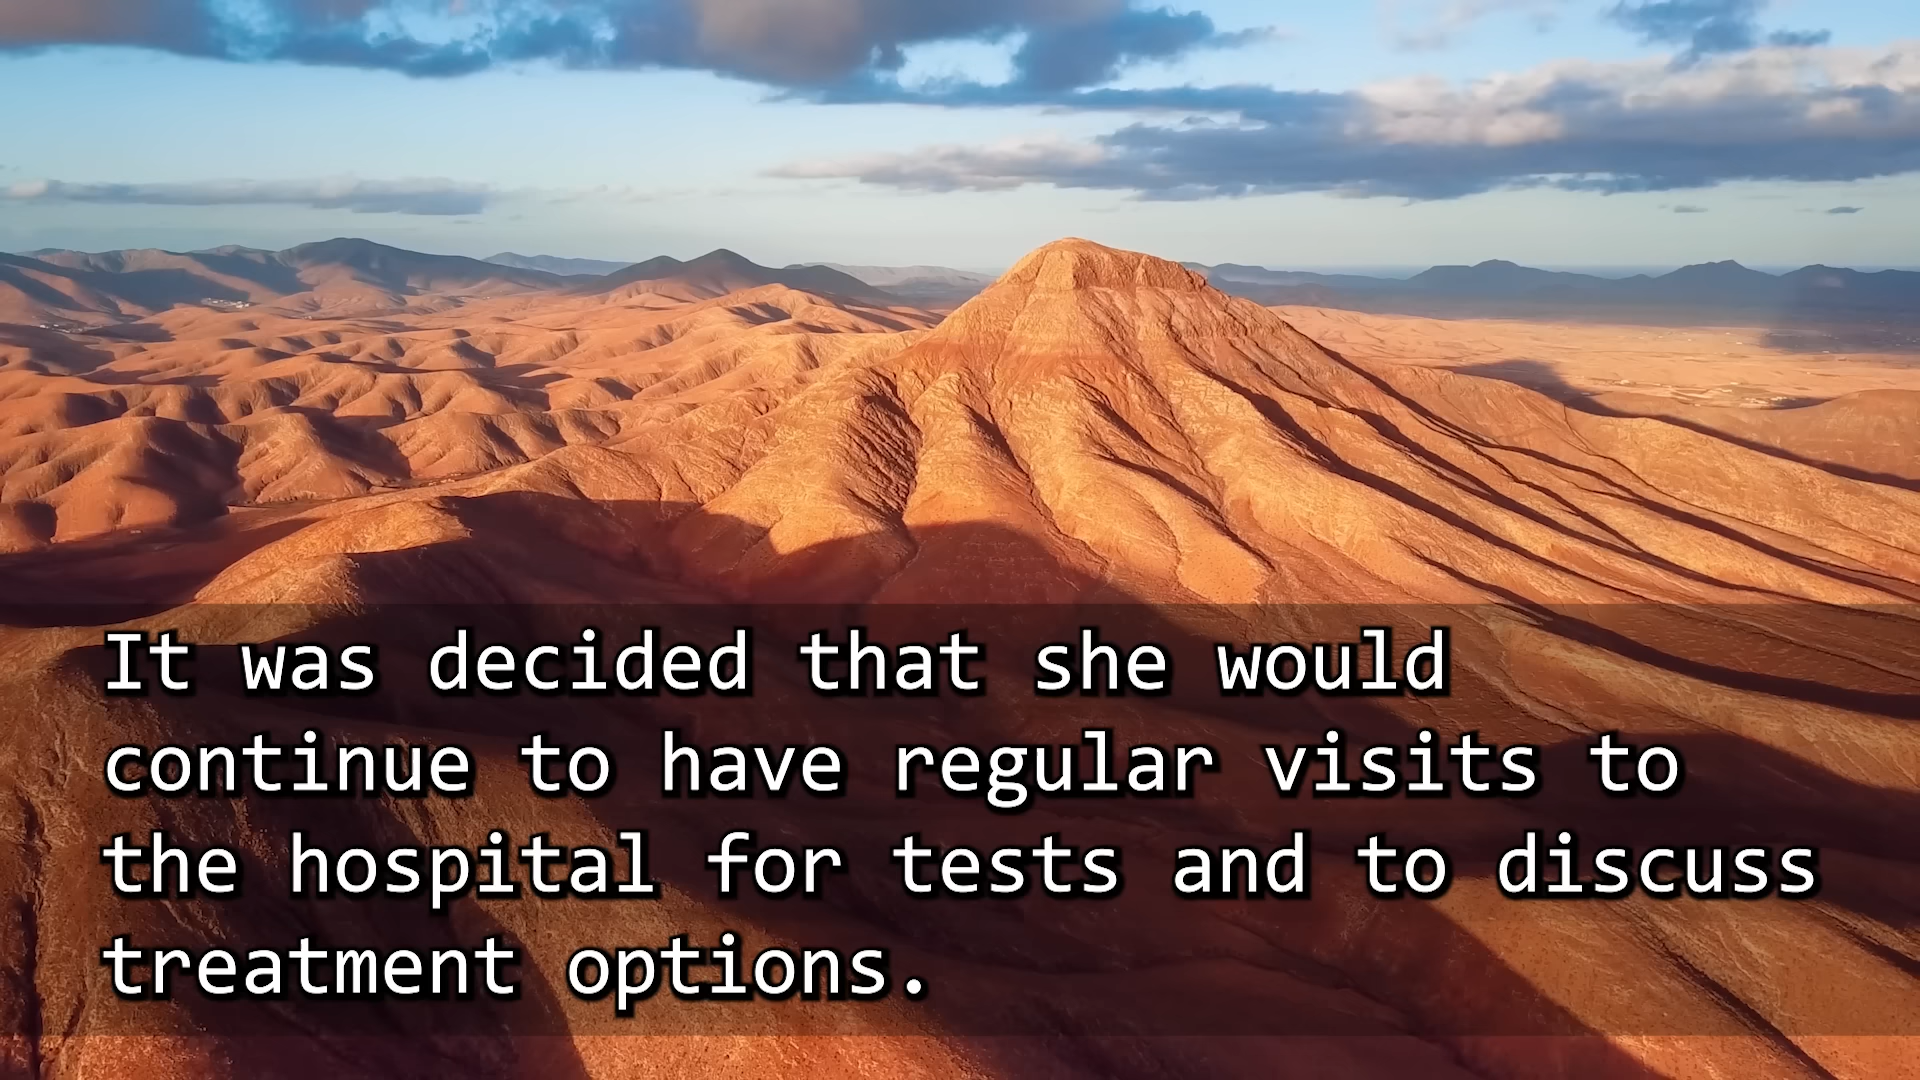 It was decided that she would
continue to have regular visits to
the hospital for tests and to discuss
treatment options.